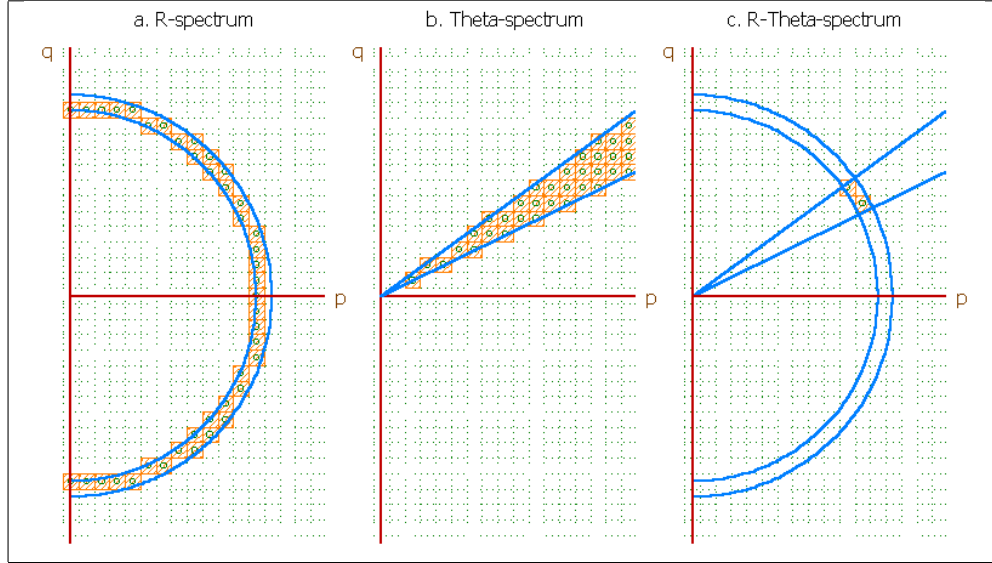 a. R-spectrum
b. Theta-spectrum
c. R-Theta-spectrum
q
q
q
p
p
p